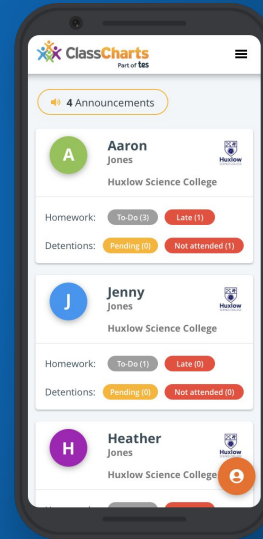 ClassCharts
Part of tes
4 Announcements
A
Aaron
Jones
Huxlow
Huxlow Science College
Homework: To-Do (3) Late (1)
Detentions: Pending (0) Not attended (1)
J
Jenny
Jones
Huxlow
Huxlow Science College
Homework: To-Do (1) Late (0)
Detentions: Pending (0) Not attended (0)
H
Heather
Jones
Huxlow
Huxlow Science College